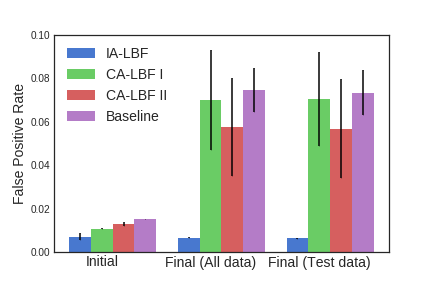 0.10
0.08
0.06
0.04
0.02
0.00
False Positive Rate
IA-LBF
CA-LBF I
CA-LBF II
Baseline
Initial
Final (All data)
Final (Test data)